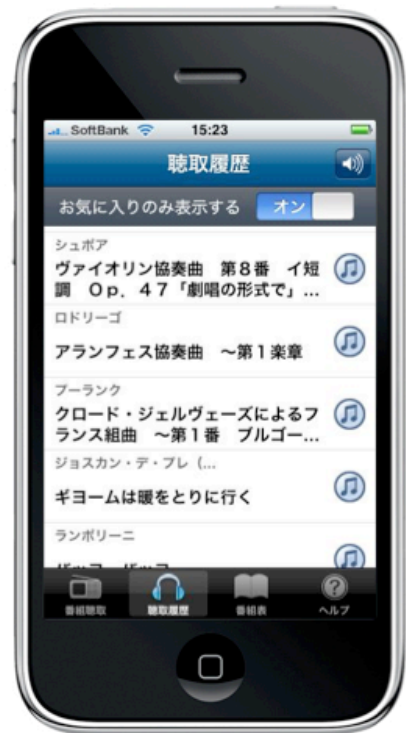 SoftBank 15:23
聴取履歴
お気に入りのみ表示する オン
シュポア
ヴァイオリン協奏曲 第8番 イ短
調 Op. 47「劇唱の形式で」...
ロドリーゴ
アランフェス協奏曲 ~第1楽章
プーランク
クロード・ジェルヴェーズによるフ
ランス組曲 ~第1番 ブルゴー...
ジョスカン・デ・プレ (...
ギヨームは暖をとりに行く
ランポリーニ
番組聴取 聴取履歴 番組表 ヘルプ